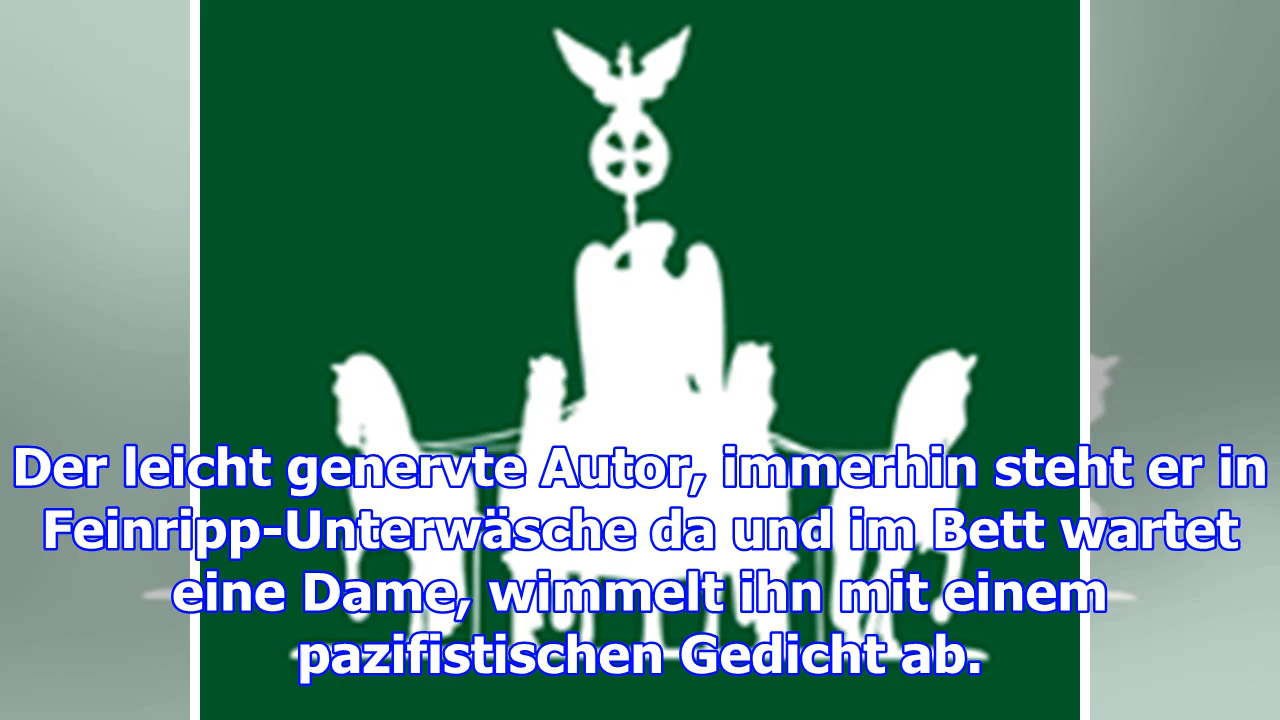 Der leicht genervte Autor, immerhin steht er in
Feinripp-Unterwäsche da und im Bett wartet
eine Dame, wimmelt ihn mit einem
pazifistischen Gedicht ab.